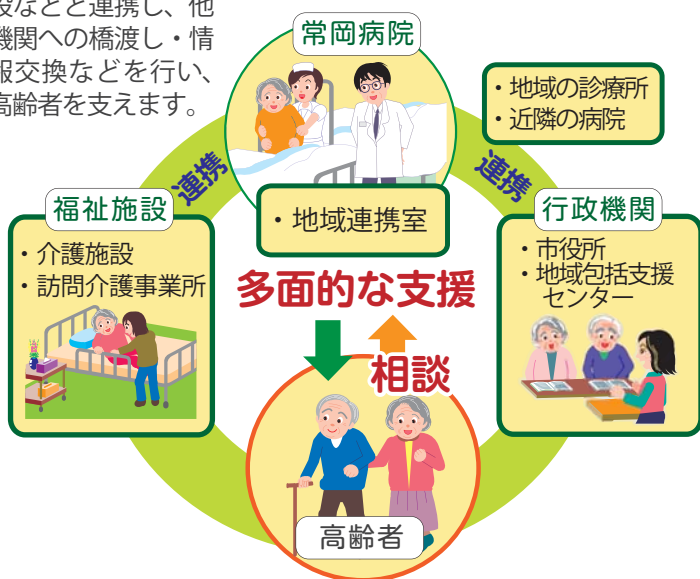 設などと連携し、他
機関への橋渡し・情
報交換などを行い、
高齢者を支えます。
常岡病院
・地域の診療所
・近隣の病院
連携
連携
福祉施設
・地域連携室
行政機関
・介護施設
・訪問介護事業所
・市役所
・地域包括支援
センター
多面的な支援
相談
高齢者